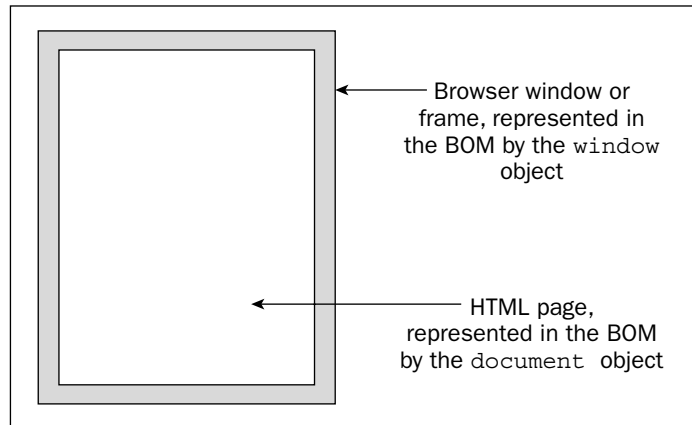 Browser window or
frame, represented in
the BOM by the window
object
HTML page,
represented in the BOM
by the document object